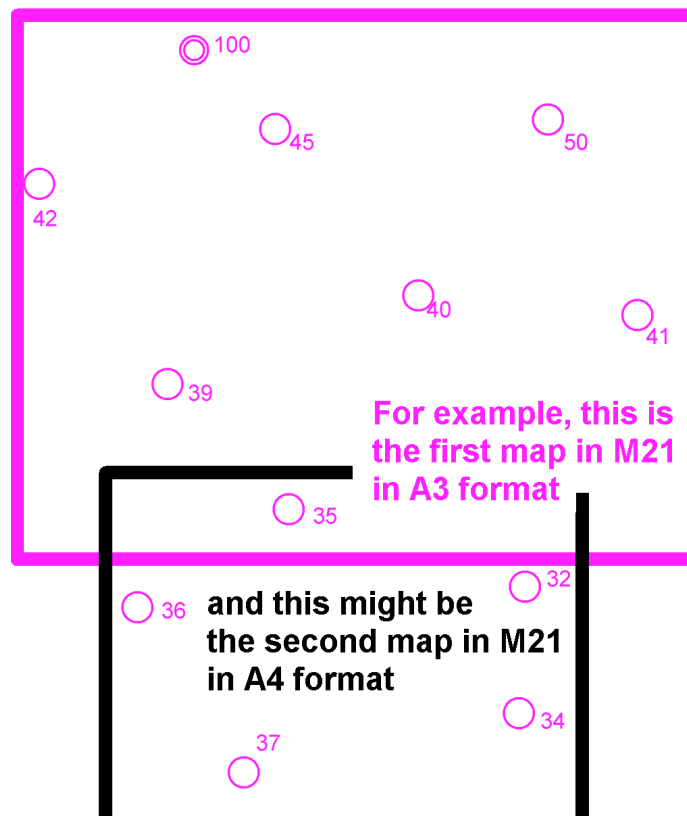 100
45
50
42
40
41
39
For example, this is
the first map in M21
in A3 format
35
32
36
and this might be
the second map in M21
in A4 format
34
37